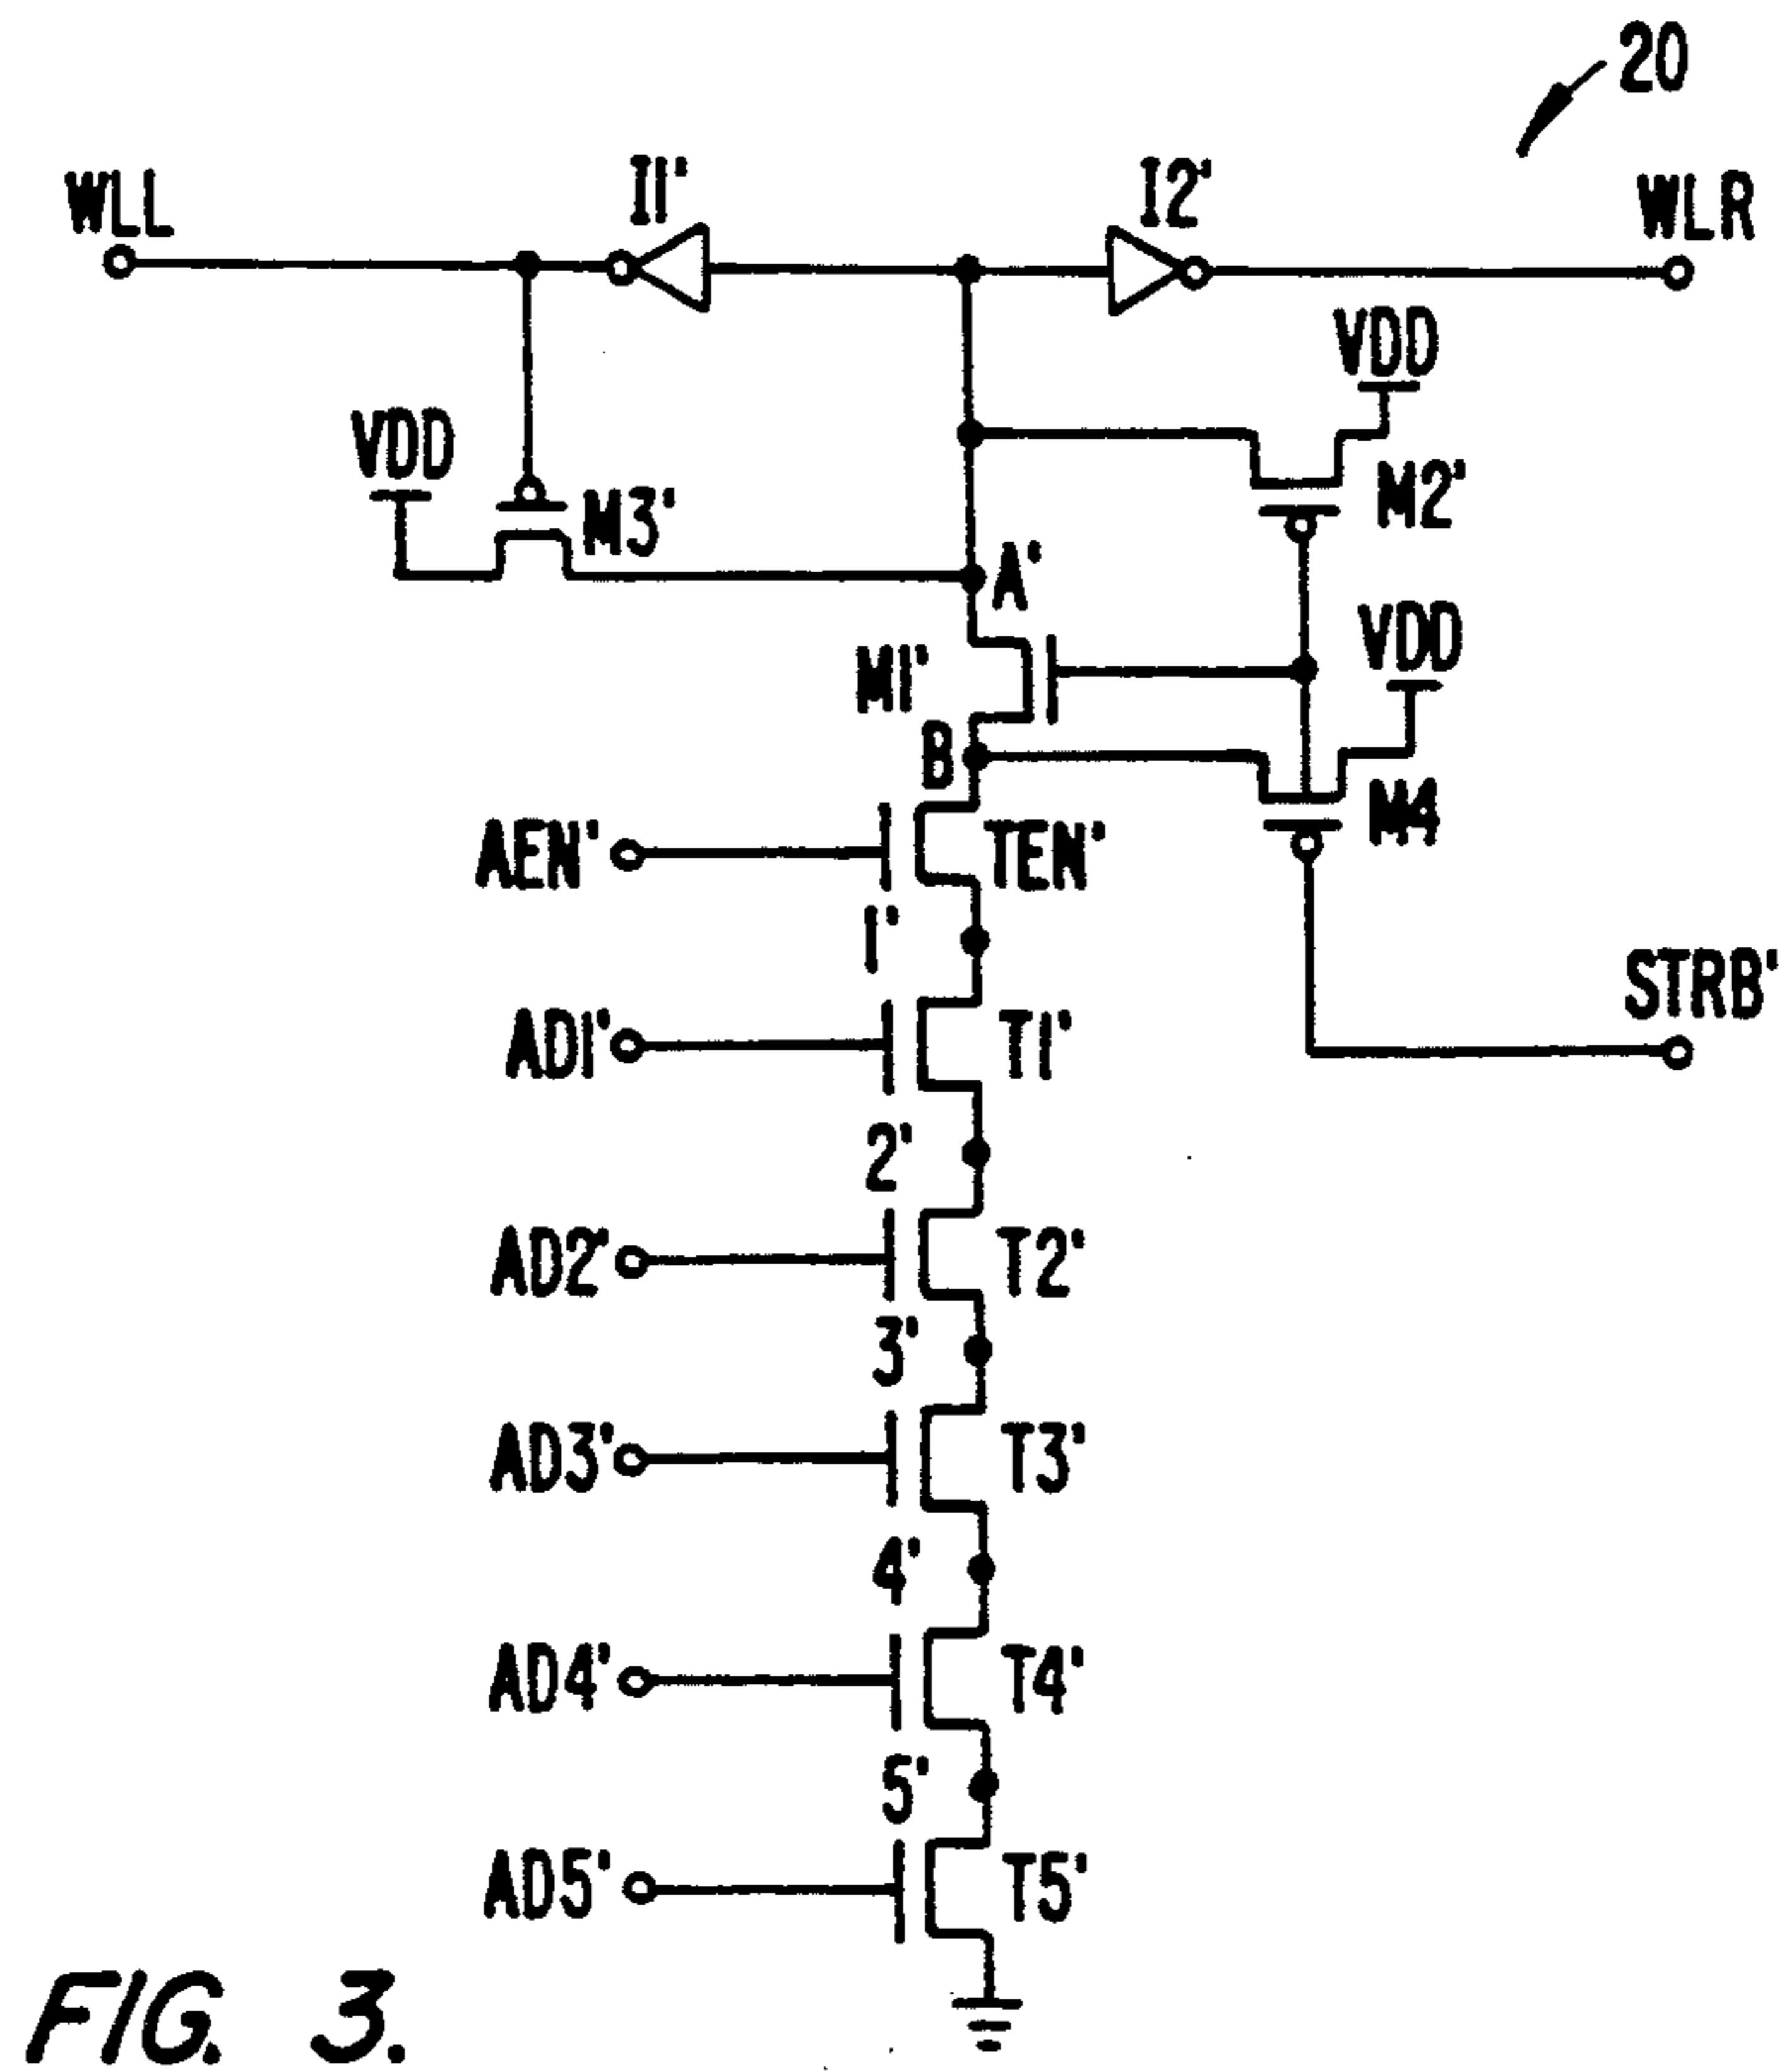 20
WLL
I1'
I2'
WLR
VDD
VDD
M3'
M2'
A'
VDD
M1'
B
M4
AEN'
TEN'
1'
STRB'
AD1'
T1'
2'
AD2'
T2'
3'
AD3'
T3'
4'
AD4'
T4'
5'
AD5'
T5'
FIG. 3.